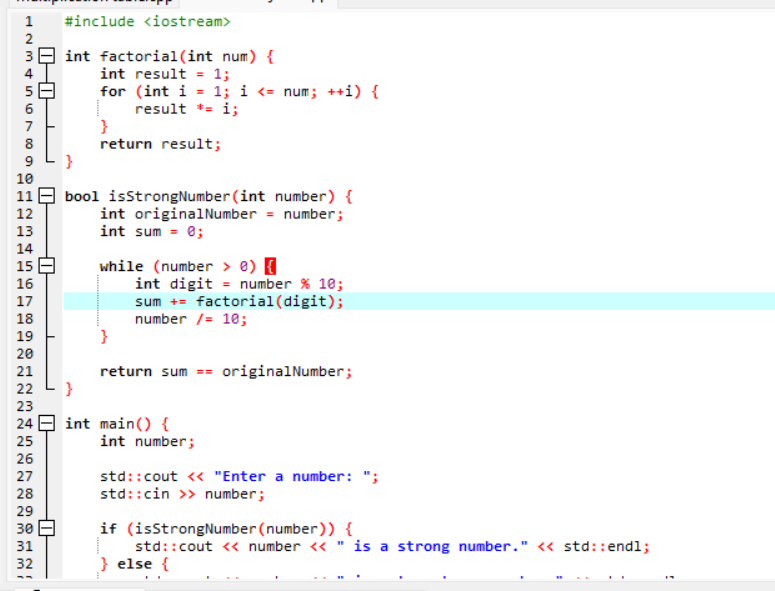 1 #include <iostream>
2
3 int factorial(int num) {
4     int result = 1;
5     for (int i = 1; i <= num; ++i) {
6         result *= i;
7     }
8     return result;
9 }
10
11 bool isStrongNumber(int number) {
12     int originalNumber = number;
13     int sum = 0;
14
15     while (number > 0) {
16         int digit = number % 10;
17         sum += factorial(digit);
18         number /= 10;
19     }
20
21     return sum == originalNumber;
22 }
23
24 int main() {
25     int number;
26
27     std::cout << "Enter a number: ";
28     std::cin >> number;
29
30     if (isStrongNumber(number)) {
31         std::cout << number << " is a strong number." << std::endl;
32     } else {